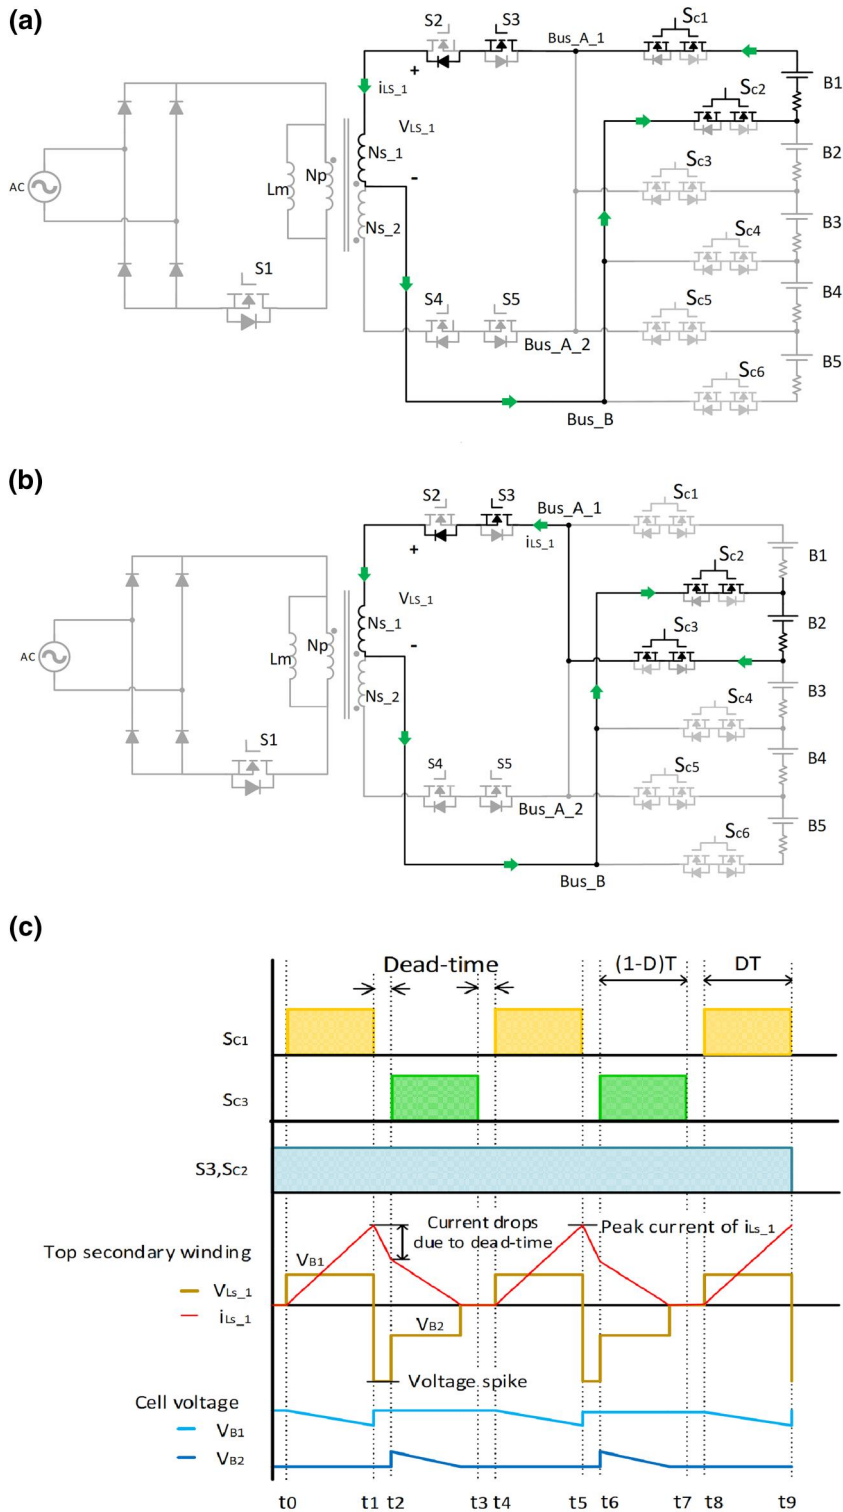 (a)
S2 S3 Bus_A_1 Sc1
+ iLS_1 B1
VLS_1 Sc2
Ns_1 B2
AC Lm Np - Sc3
Ns_2 B3
Sc4
S1 S4 S5 Sc5 B4
Bus_A_2
Sc6 B5
Bus_B
(b)
S2 S3 Bus_A_1 Sc1
+ iLS_1 B1
VLS_1 Sc2
Ns_1 B2
Sc3
AC Lm Np -
Ns_2 B3
Sc4
S1 S4 S5 Sc5 B4
Bus_A_2
B5
Sc6
Bus_B
(c)
Dead-time (1-D)T DT
SC1
SC3
S3,SC2
Current drops due to dead-time
Peak current of iLs_1
Top secondary winding
VB1
VLs_1
iLs_1
VB2
Voltage spike
Cell voltage
VB1
VB2
t0 t1 t2 t3 t4 t5 t6 t7 t8 t9